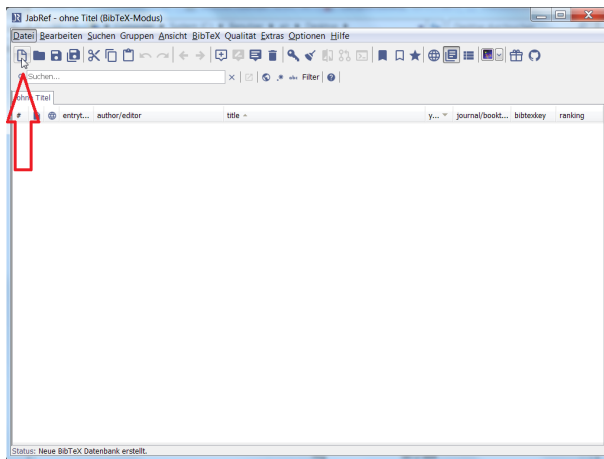 JabRef - ohne Titel (BibTeX-Modus)
Datei Bearbeiten Suchen Gruppen Ansicht BibTeX Qualität Extras Optionen Hilfe
Suchen... Filter
ohne Titel
# entryt... author/editor title y... journal/bookt... bibtexkey ranking
Status: Neue BibTeX Datenbank erstellt.